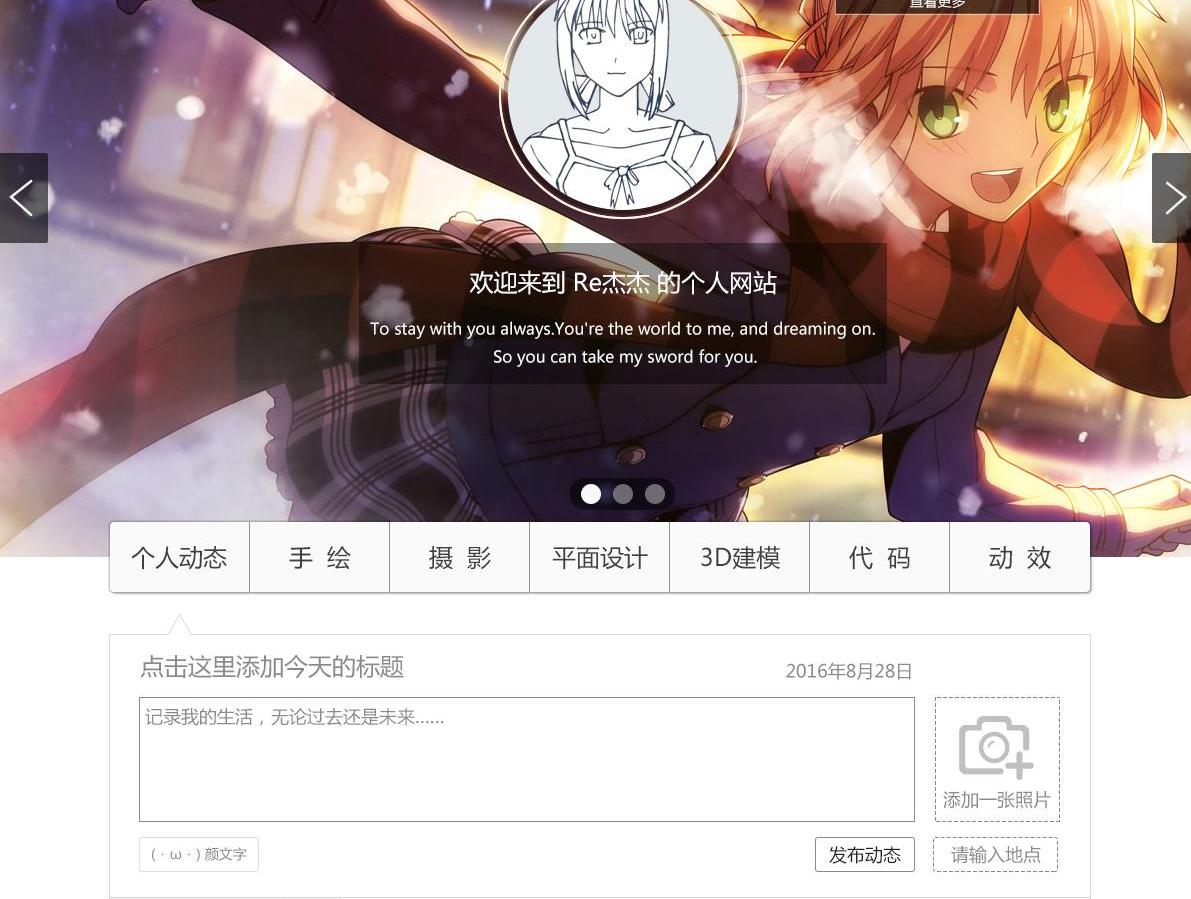 查看更多
欢迎来到 Re杰杰 的个人网站
To stay with you always.You're the world to me, and dreaming on.
So you can take my sword for you.
个人动态 手 绘 摄 影 平面设计 3D建模 代 码 动 效
点击这里添加今天的标题 2016年8月28日
记录我的生活，无论过去还是未来......
添加一张照片
(・ω・) 颜文字 发布动态 请输入地点